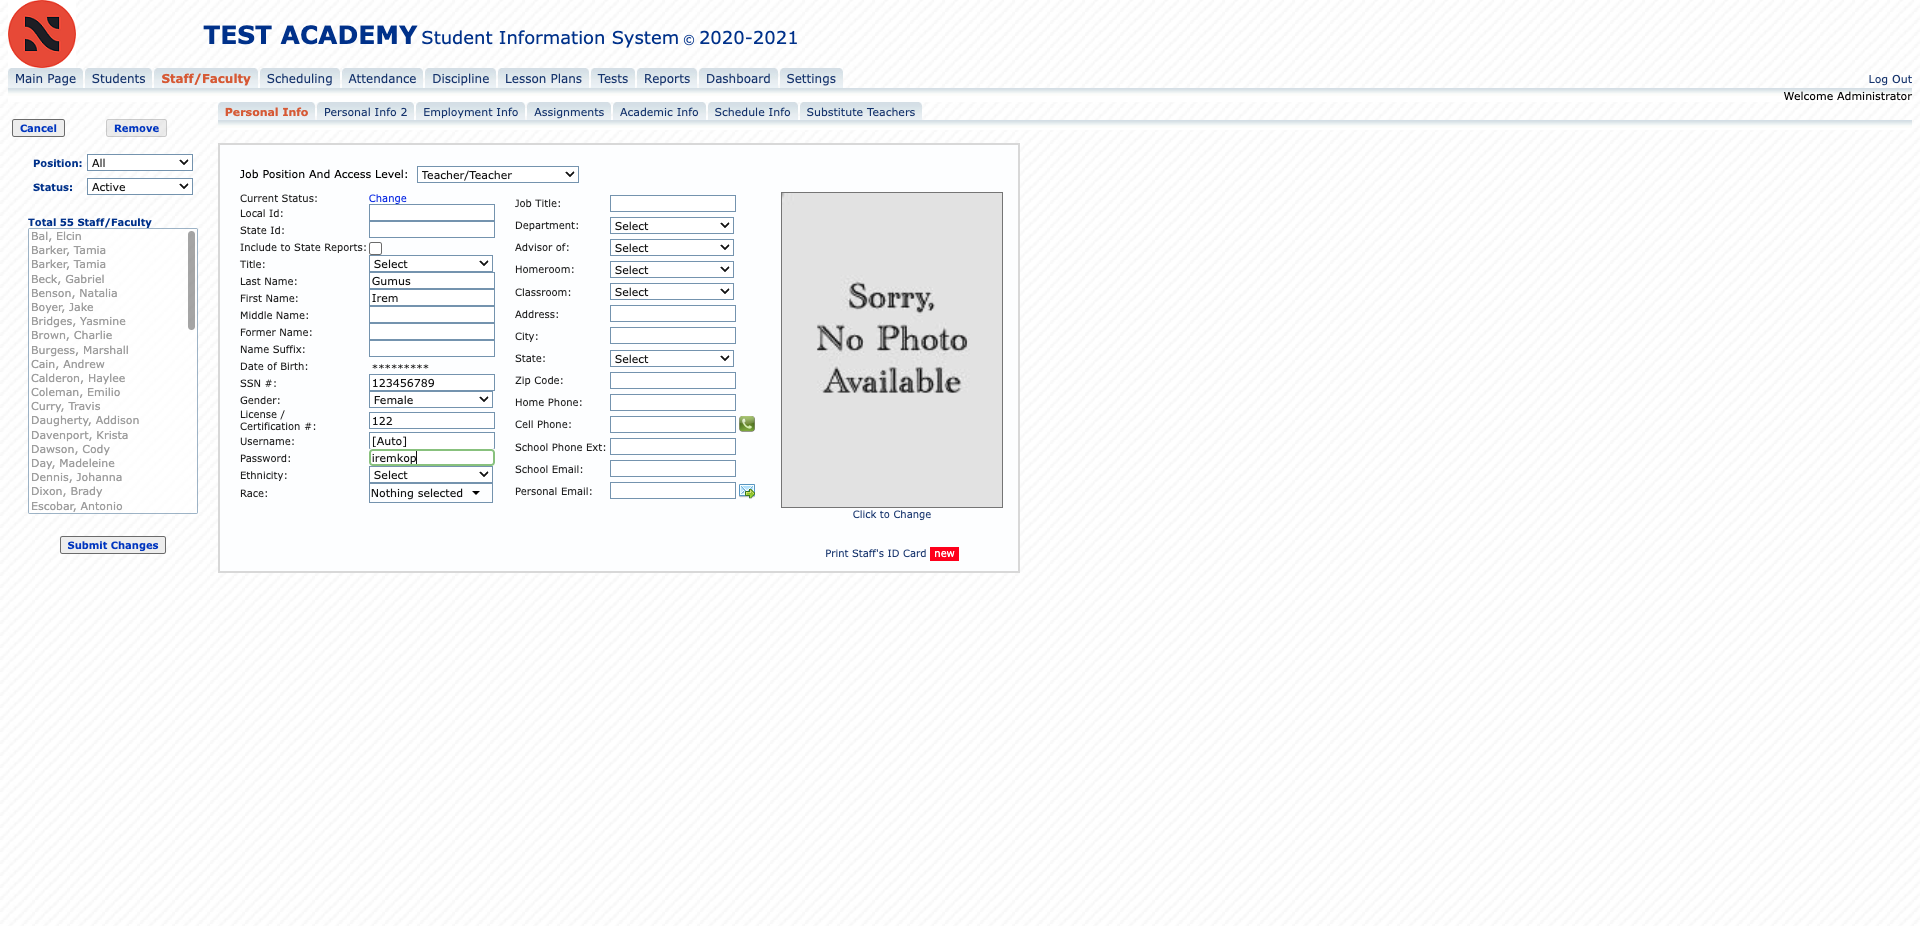 TEST ACADEMY Student Information System © 2020-2021
Main Page Students Staff/Faculty Scheduling Attendance Discipline Lesson Plans Tests Reports Dashboard Settings
Log Out
Welcome Administrator
Personal Info Personal Info 2 Employment Info Assignments Academic Info Schedule Info Substitute Teachers
Cancel Remove
Position: All
Status: Active
Total 55 Staff/Faculty
Bal, Elcin
Barker, Tamia
Barker, Tamia
Beck, Gabriel
Benson, Natalia
Boyer, Jake
Bridges, Yasmine
Brown, Charlie
Burgess, Marshall
Cain, Andrew
Calderon, Haylee
Coleman, Emilio
Curry, Travis
Daugherty, Addison
Davenport, Krista
Dawson, Cody
Day, Madeleine
Dennis, Johanna
Dixon, Brady
Escobar, Antonio
Submit Changes
Job Position And Access Level: Teacher/Teacher
Current Status: Change
Local Id:
State Id:
Include to State Reports:
Title: Select
Last Name: Gumus
First Name: Irem
Middle Name:
Former Name:
Name Suffix:
Date of Birth: *********
SSN #: 123456789
Gender: Female
License /
Certification #: 122
Username: [Auto]
Password: iremkop
Ethnicity: Select
Race: Nothing selected
Job Title:
Department: Select
Advisor of: Select
Homeroom: Select
Classroom: Select
Address:
City:
State: Select
Zip Code:
Home Phone:
Cell Phone:
School Phone Ext:
School Email:
Personal Email:
Sorry,
No Photo
Available
Click to Change
Print Staff's ID Card new